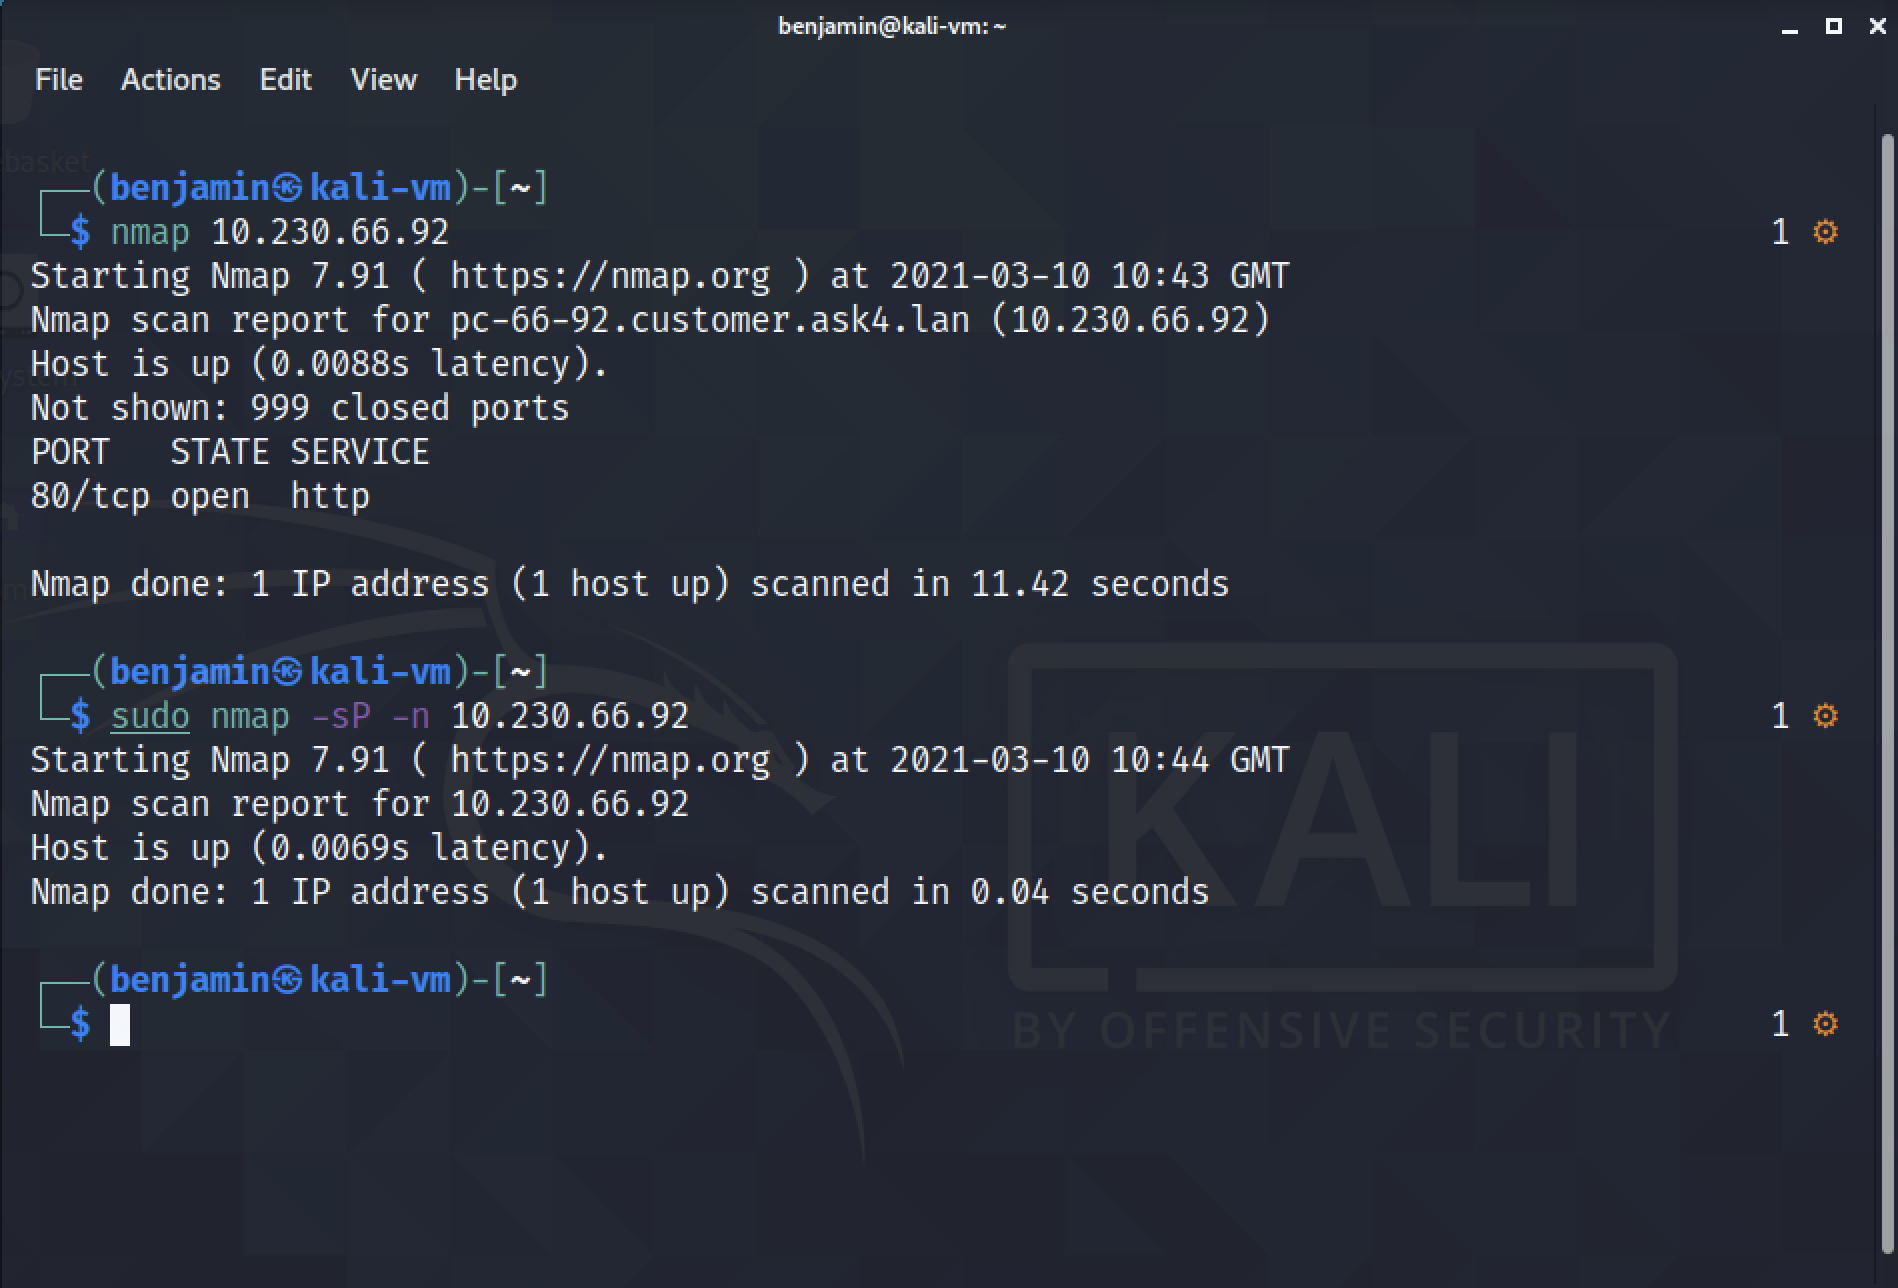 benjamin@kali-vm: ~
File Actions Edit View Help
basket
(benjamin㉿kali-vm)-[~]
$ nmap 10.230.66.92 1 ⚙
Starting Nmap 7.91 ( https://nmap.org ) at 2021-03-10 10:43 GMT
Nmap scan report for pc-66-92.customer.ask4.lan (10.230.66.92)
Host is up (0.0088s latency).
Not shown: 999 closed ports
PORT   STATE SERVICE
80/tcp open  http
Nmap done: 1 IP address (1 host up) scanned in 11.42 seconds
(benjamin㉿kali-vm)-[~]
$ sudo nmap -sP -n 10.230.66.92 1 ⚙
Starting Nmap 7.91 ( https://nmap.org ) at 2021-03-10 10:44 GMT
Nmap scan report for 10.230.66.92
Host is up (0.0069s latency).
Nmap done: 1 IP address (1 host up) scanned in 0.04 seconds
(benjamin㉿kali-vm)-[~]
$ 1 ⚙
KALI
BY OFFENSIVE SECURITY